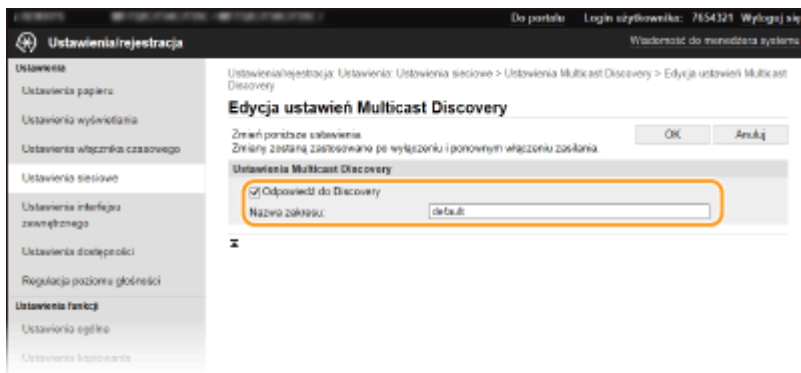 Do portalu Login użytkownika: 7654321 Wyloguj się
Ustawienia/rejestracja
Wiadomość do menedżera systemu
Ustawienia
Ustawienia papieru
Ustawienia wyświetlania
Ustawienia włącznika czasowego
Ustawienia sieciowe
Ustawienia interfejsu
zewnętrznego
Ustawienia dostępności
Regulacja poziomu głośności
Ustawienia funkcji
Ustawienia ogólne
Ustawienia kopiowania
Ustawienia/rejestracja: Ustawienia: Ustawienia sieciowe > Ustawienia Multicast Discovery > Edycja ustawień Multicast
Discovery
Edycja ustawień Multicast Discovery
Zmień poniższe ustawienia.
Zmiany zostaną zastosowane po wyłączeniu i ponownym włączeniu zasilania.
OK Anuluj
Ustawienia Multicast Discovery
Odpowiedź do Discovery
Nazwa zakresu: default